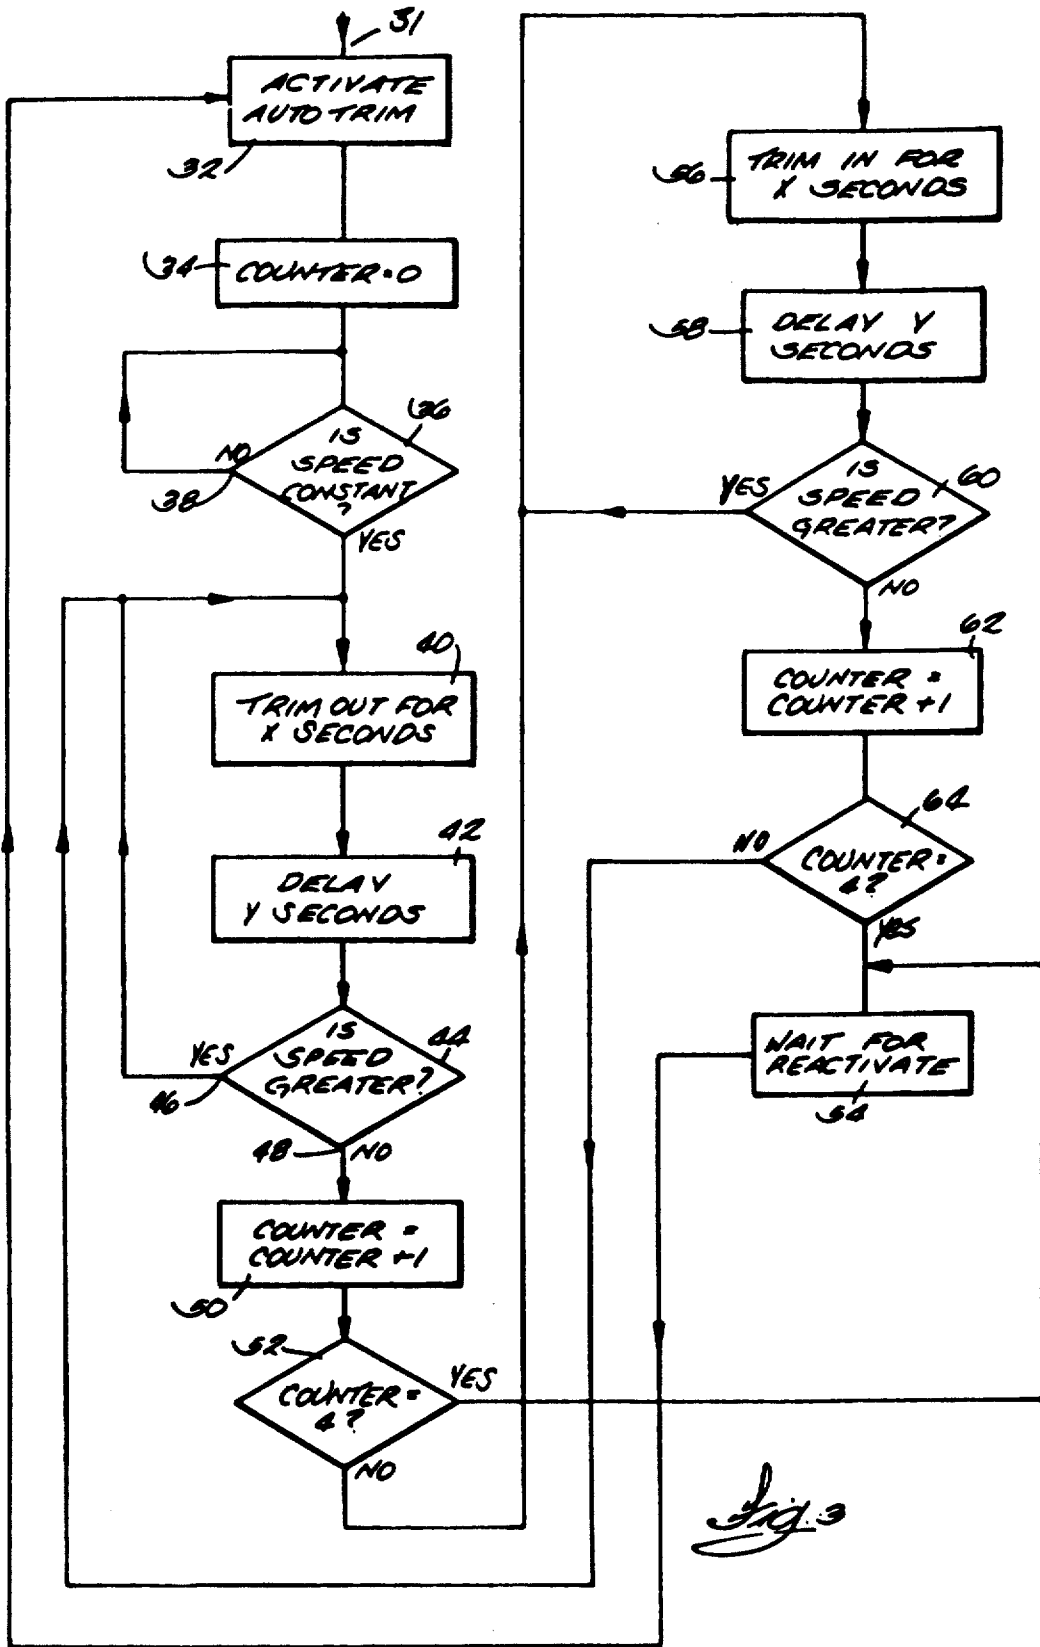 31
ACTIVATE
AUTO TRIM
32
34
COUNTER = 0
36
IS
SPEED
CONSTANT
?
NO
38
YES
40
TRIM OUT FOR
X SECONDS
42
DELAY
Y SECONDS
44
IS
SPEED
GREATER?
YES
46
48
NO
COUNTER =
COUNTER +1
50
52
COUNTER =
4?
YES
NO
56
TRIM IN FOR
X SECONDS
58
DELAY Y
SECONDS
60
IS
SPEED
GREATER?
YES
NO
62
COUNTER =
COUNTER +1
64
NO
COUNTER =
4?
YES
WAIT FOR
REACTIVATE
54
Fig. 3